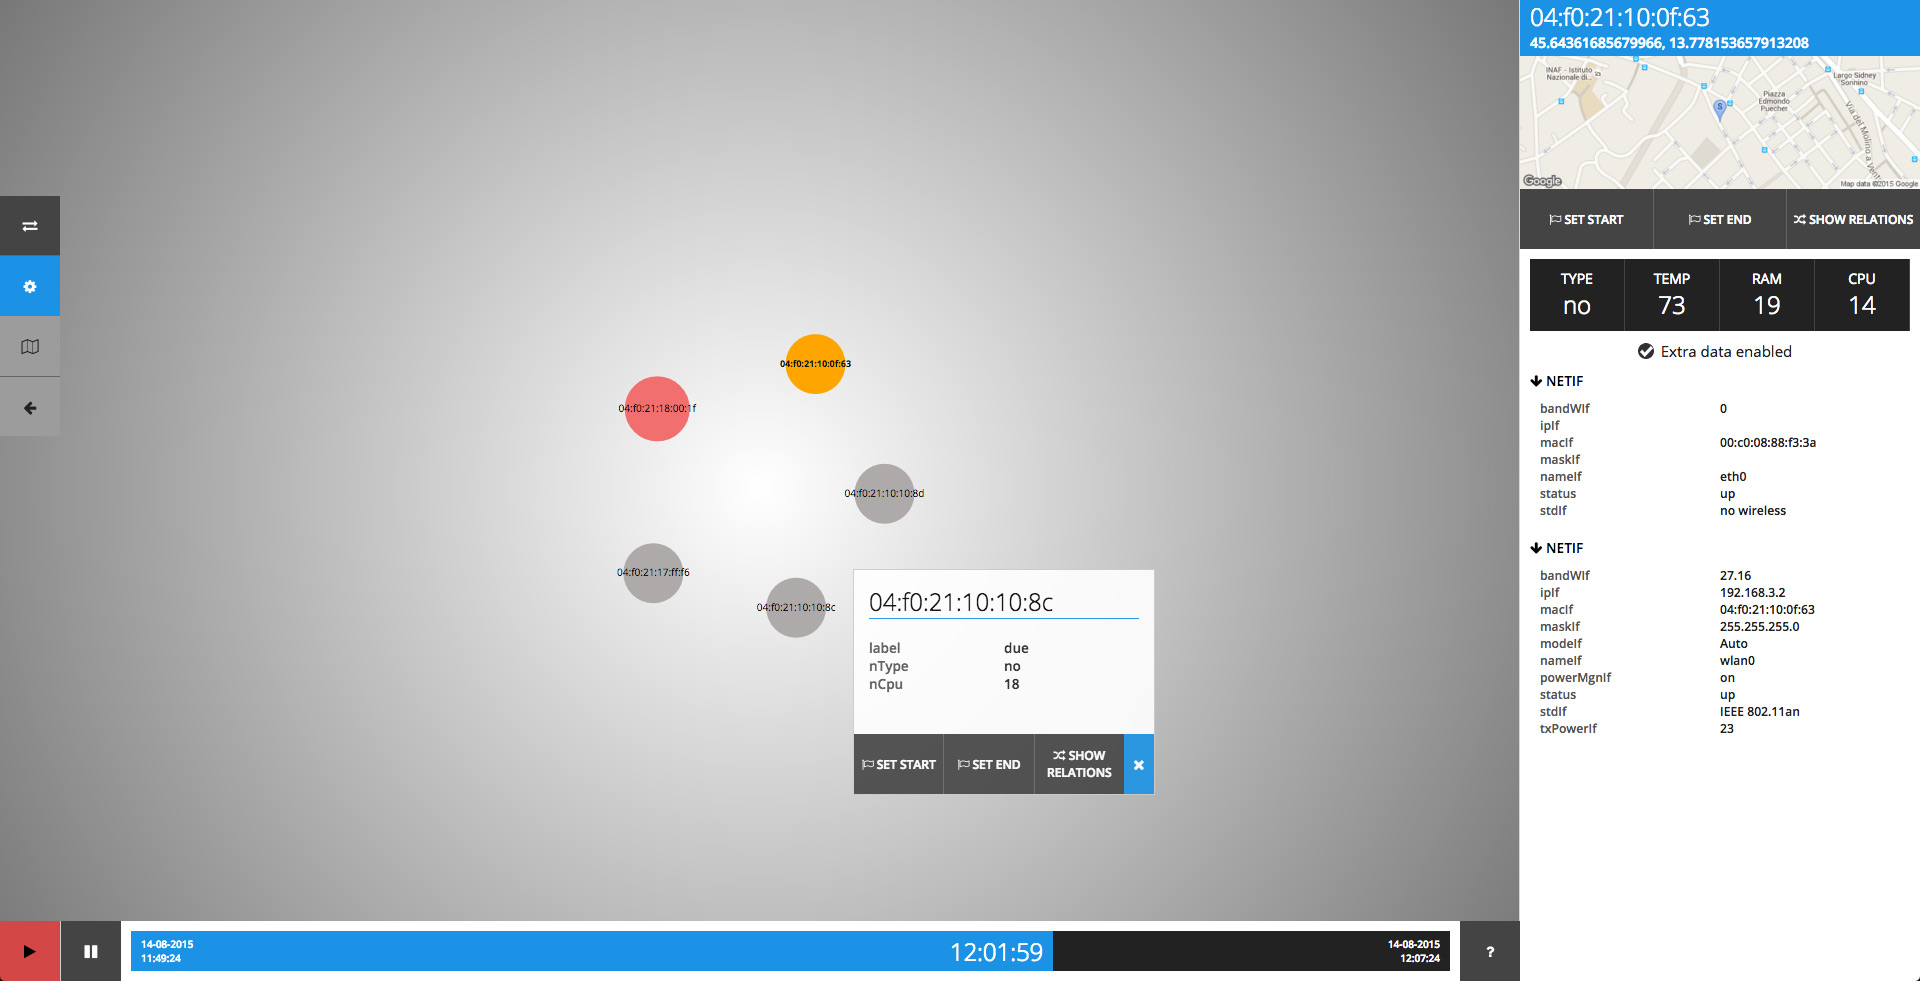 04:f0:21:10:0f:63
04:f0:21:18:00:1f
04:f0:21:10:10:8d
04:f0:21:17:ff:f6
04:f0:21:10:10:8c
04:f0:21:10:10:8c
label due
nType no
nCpu 18
SET START
SET END
SHOW
RELATIONS
14-08-2015
11:49:24
12:01:59
14-08-2015
12:07:24
?
04:f0:21:10:0f:63
45.64361685679966, 13.778153657913208
INAF - Istituto
Nazionale di...
Largo Sidney
Sonnino
Piazza
Edmondo
Puecher
S
Via del Molino a Vent
Google
Map data ©2015 Google
SET START
SET END
SHOW RELATIONS
TYPE TEMP RAM CPU
no 73 19 14
Extra data enabled
NETIF
bandWIf 0
ipIf
macIf 00:c0:08:88:f3:3a
maskIf
nameIf eth0
status up
stdIf no wireless
NETIF
bandWIf 27.16
ipIf 192.168.3.2
macIf 04:f0:21:10:0f:63
maskIf 255.255.255.0
modeIf Auto
nameIf wlan0
powerMgnIf on
status up
stdIf IEEE 802.11an
txPowerIf 23